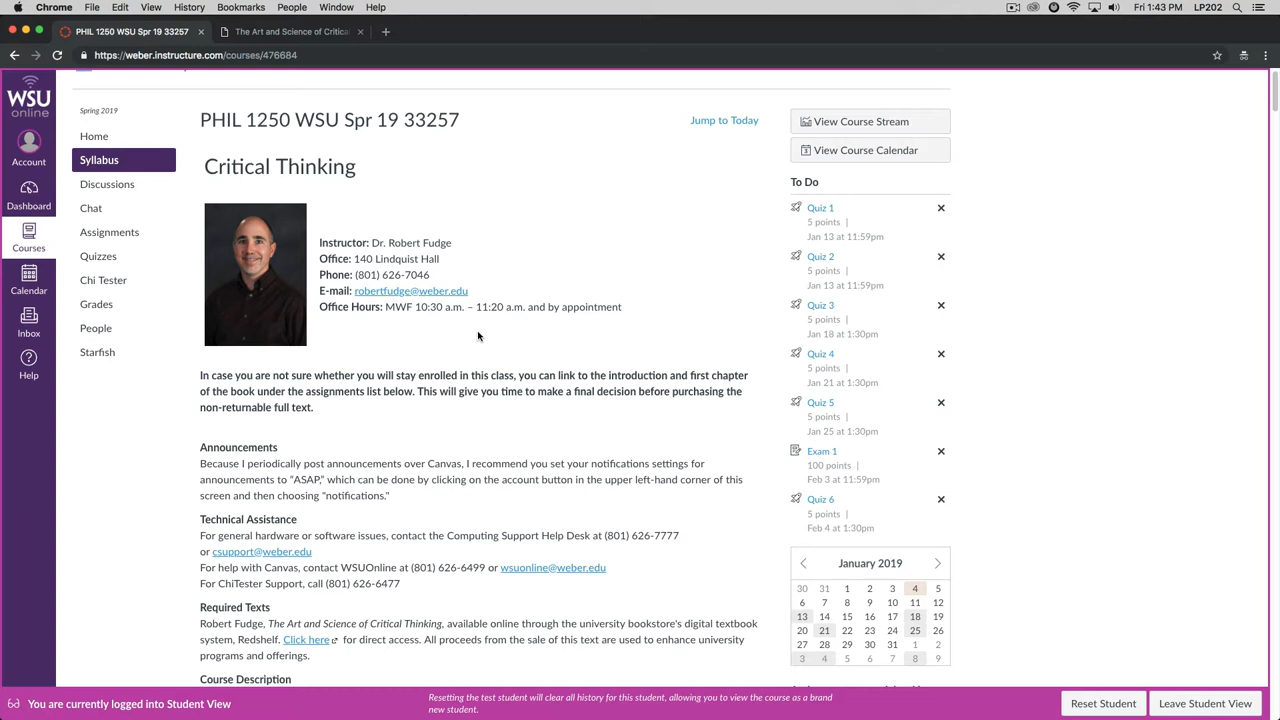 Chrome File Edit View History Bookmarks People Window Help Fri 1:43 PM LP202
PHIL 1250 WSU Spr 19 33257 The Art and Science of Critica
https://weber.instructure.com/courses/476684
WSU
online
Account
Dashboard
Courses
Calendar
Inbox
Help
Spring 2019
Home
Syllabus
Discussions
Chat
Assignments
Quizzes
Chi Tester
Grades
People
Starfish
PHIL 1250 WSU Spr 19 33257
Jump to Today
Critical Thinking
Instructor: Dr. Robert Fudge
Office: 140 Lindquist Hall
Phone: (801) 626-7046
E-mail: robertfudge@weber.edu
Office Hours: MWF 10:30 a.m. – 11:20 a.m. and by appointment
In case you are not sure whether you will stay enrolled in this class, you can link to the introduction and first chapter
of the book under the assignments list below. This will give you time to make a final decision before purchasing the
non-returnable full text.
Announcements
Because I periodically post announcements over Canvas, I recommend you set your notifications settings for
announcements to "ASAP," which can be done by clicking on the account button in the upper left-hand corner of this
screen and then choosing "notifications."
Technical Assistance
For general hardware or software issues, contact the Computing Support Help Desk at (801) 626-7777
or csupport@weber.edu
For help with Canvas, contact WSUOnline at (801) 626-6499 or wsuonline@weber.edu
For ChiTester Support, call (801) 626-6477
Required Texts
Robert Fudge, The Art and Science of Critical Thinking, available online through the university bookstore's digital textbook
system, Redshelf. Click here for direct access. All proceeds from the sale of this text are used to enhance university
programs and offerings.
Course Description
View Course Stream
View Course Calendar
To Do
Quiz 1
5 points |
Jan 13 at 11:59pm
Quiz 2
5 points |
Jan 13 at 11:59pm
Quiz 3
5 points |
Jan 18 at 1:30pm
Quiz 4
5 points |
Jan 21 at 1:30pm
Quiz 5
5 points |
Jan 25 at 1:30pm
Exam 1
100 points |
Feb 3 at 11:59pm
Quiz 6
5 points |
Feb 4 at 1:30pm
January 2019
30 31 1 2 3 4 5
6 7 8 9 10 11 12
13 14 15 16 17 18 19
20 21 22 23 24 25 26
27 28 29 30 31 1 2
3 4 5 6 7 8 9
You are currently logged into Student View
Resetting the test student will clear all history for this student, allowing you to view the course as a brand
new student.
Reset Student
Leave Student View